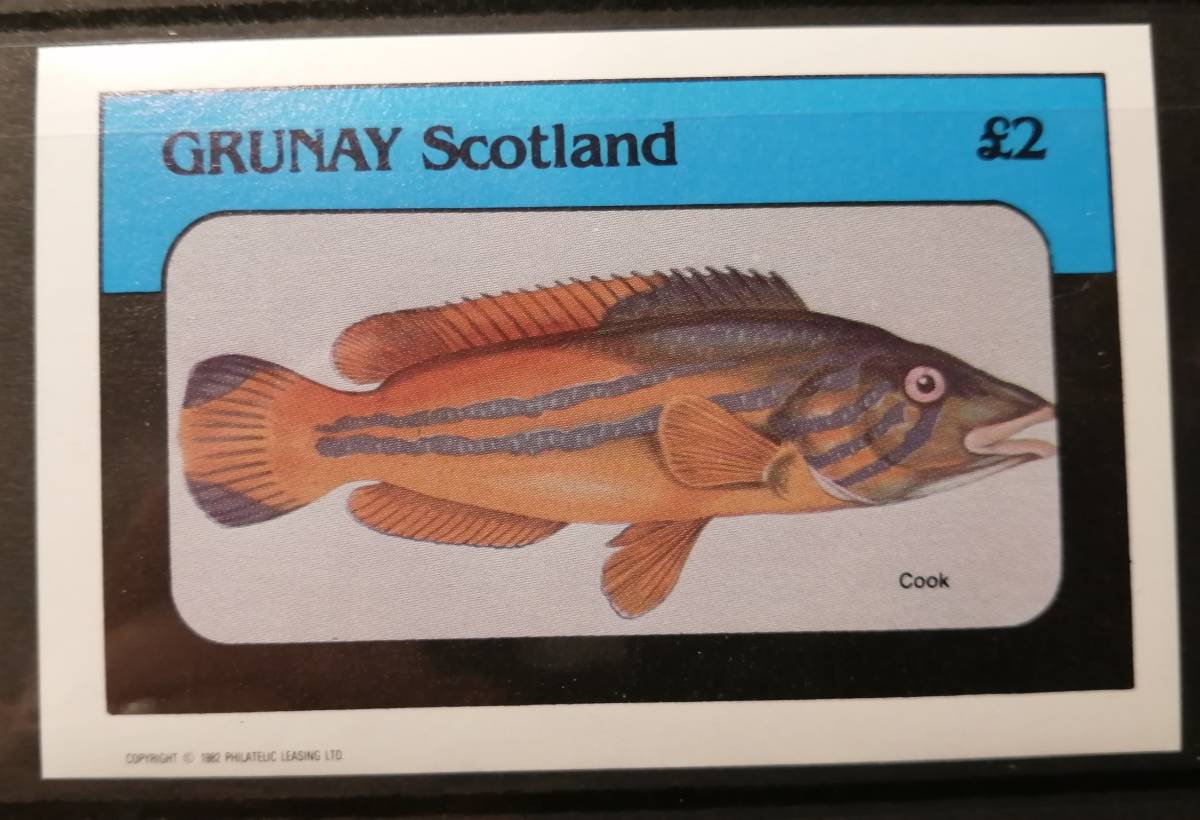 GRUNAY Scotland £2
Cook
COPYRIGHT © 1982 PHILATELIC LEASING LTD.